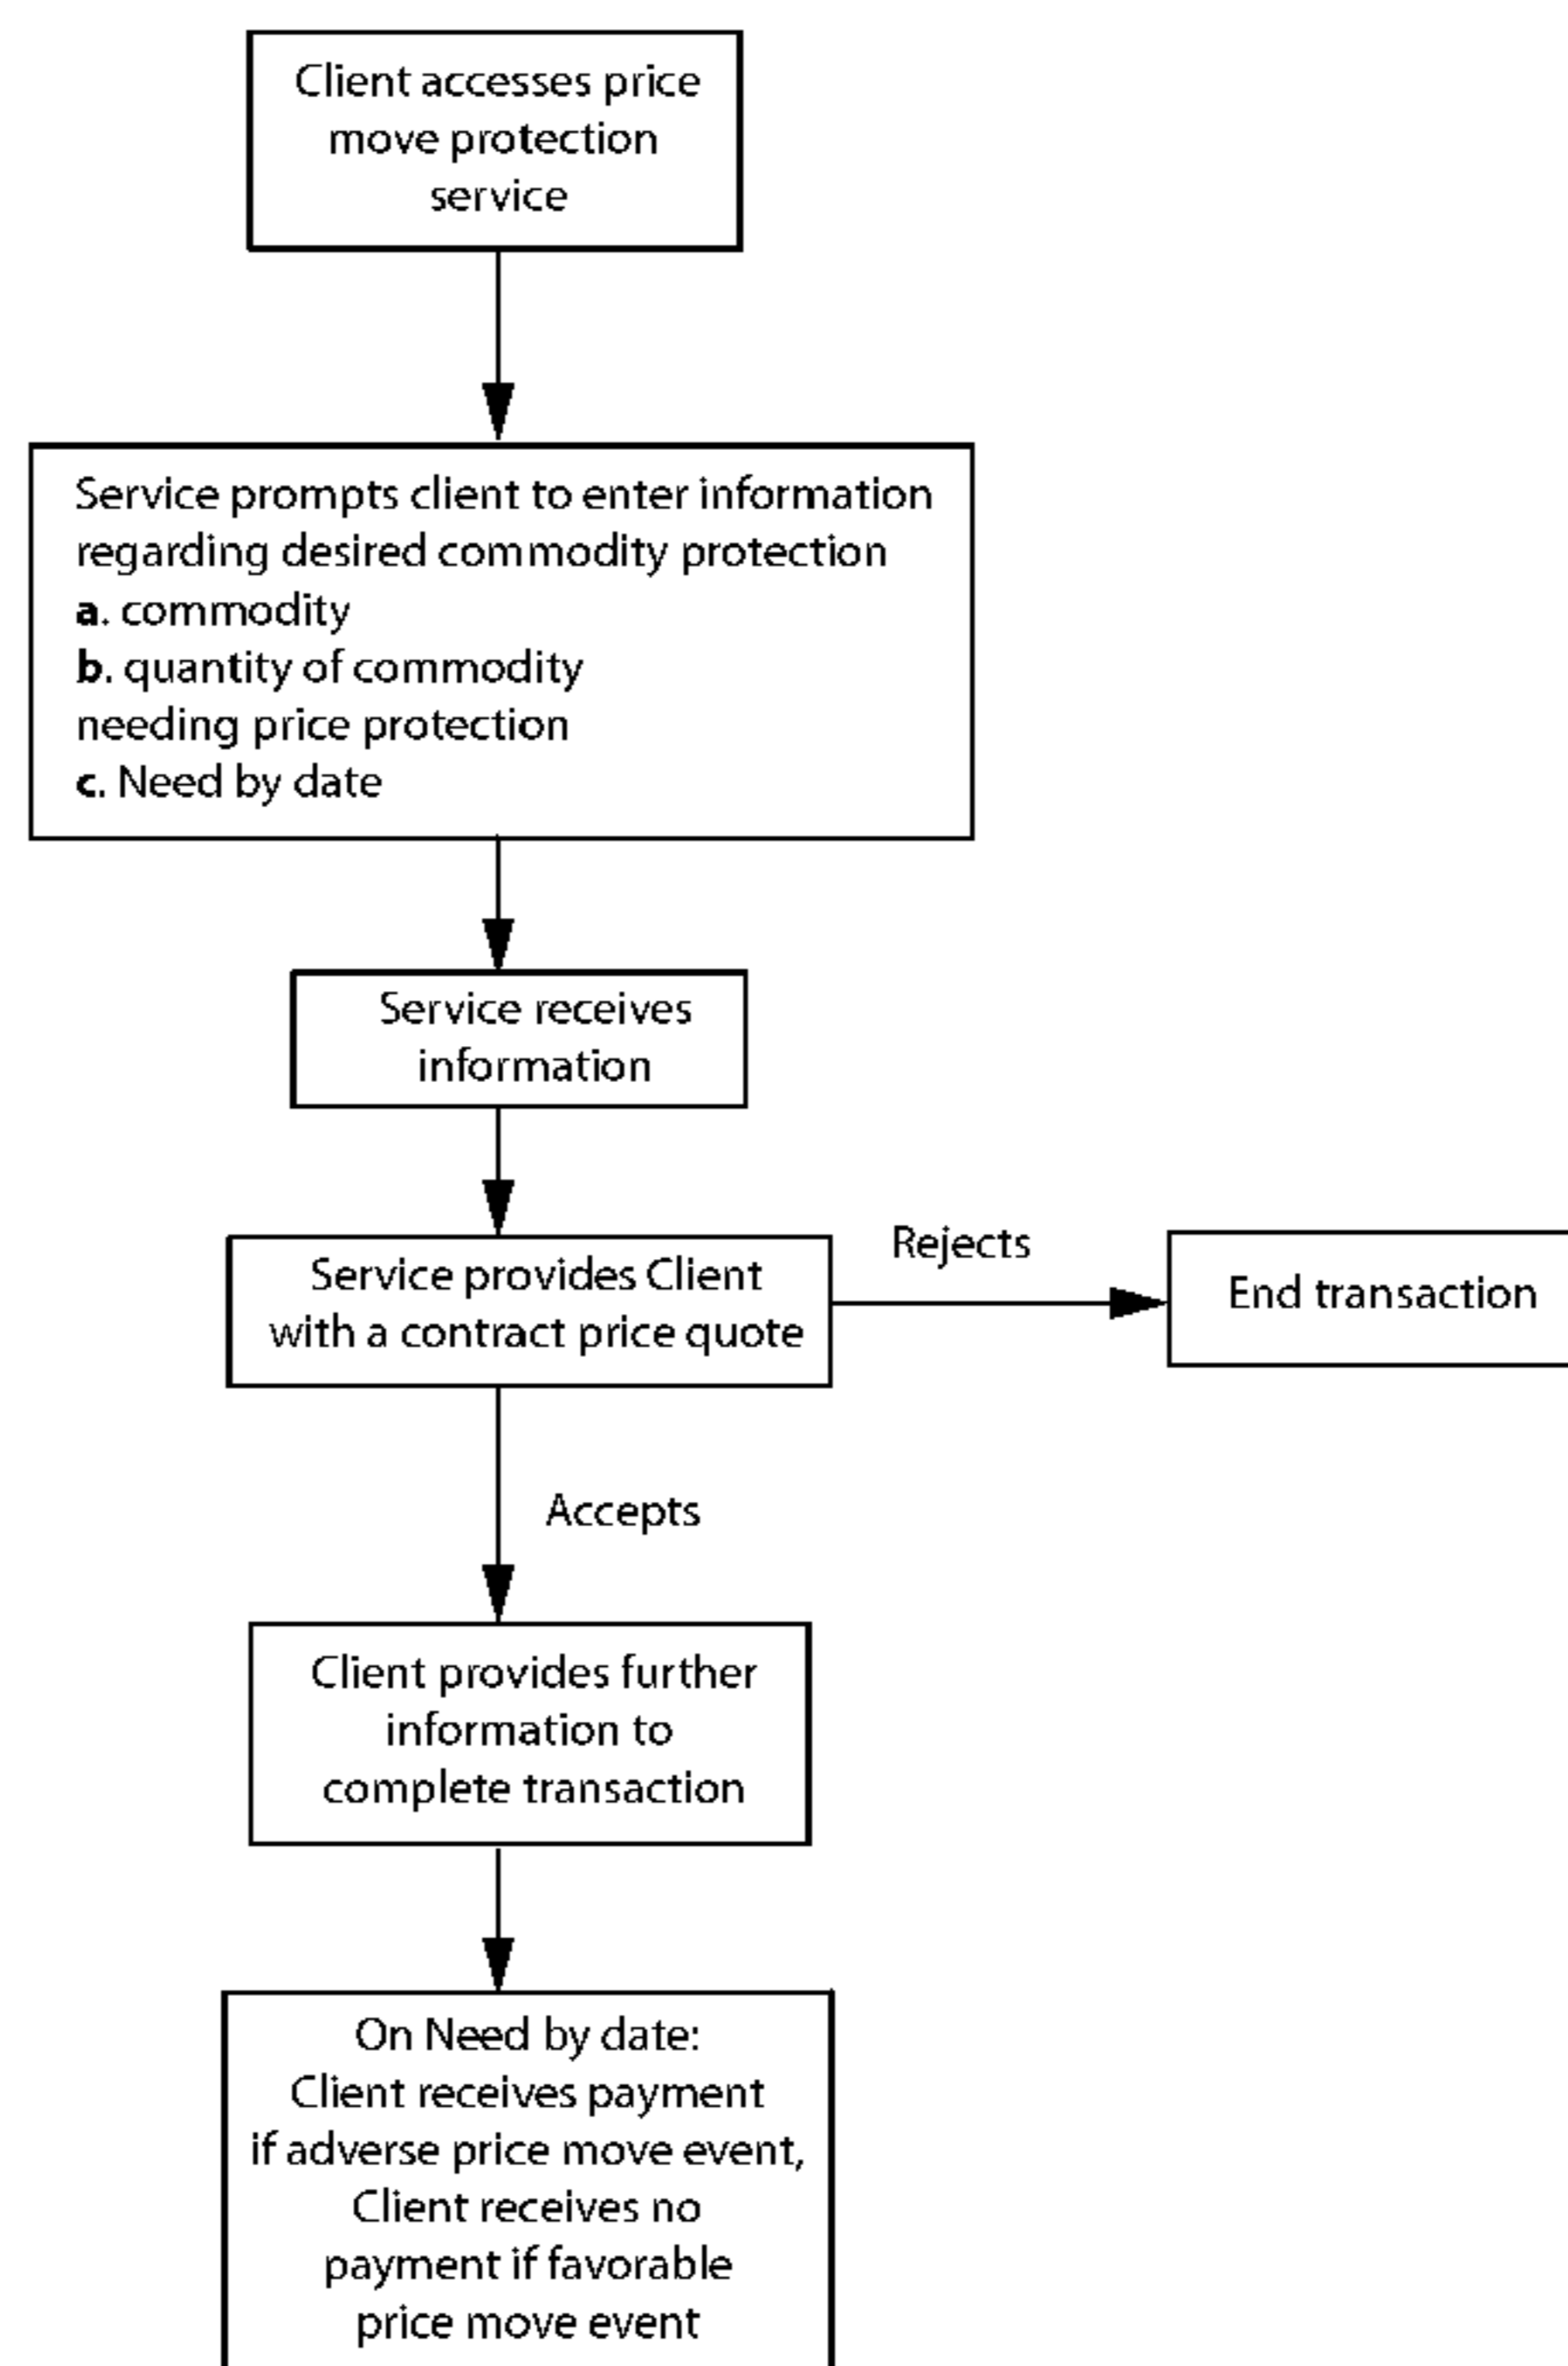 Client accesses price
move protection
service
Service prompts client to enter information
regarding desired commodity protection
a. commodity
b. quantity of commodity
needing price protection
c. Need by date
Service receives
information
Service provides Client
with a contract price quote
Rejects
End transaction
Accepts
Client provides further
information to
complete transaction
On Need by date:
Client receives payment
if adverse price move event,
Client receives no
payment if favorable
price move event